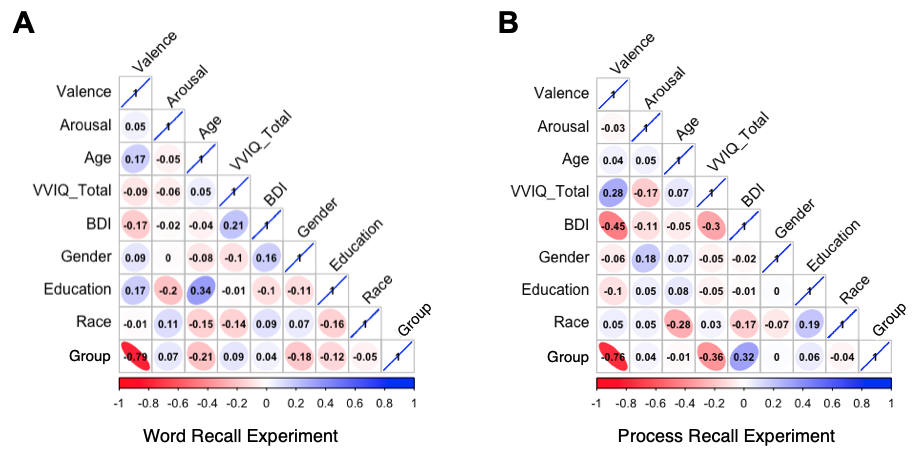 A
Valence
Arousal
Age
VVIQ_Total
BDI
Gender
Education
Race
Group
Valence 1
Arousal 0.05 1
Age 0.17 -0.05 1
VVIQ_Total -0.09 -0.06 0.05 1
BDI -0.17 -0.02 -0.04 0.21 1
Gender 0.09 0 -0.08 -0.1 0.16 1
Education 0.17 -0.2 0.34 -0.01 -0.1 -0.11 1
Race -0.01 0.11 -0.15 -0.14 0.09 0.07 -0.16 1
Group -0.79 0.07 -0.21 0.09 0.04 -0.18 -0.12 -0.05 1
-1 -0.8 -0.6 -0.4 -0.2 0 0.2 0.4 0.6 0.8 1
Word Recall Experiment
B
Valence
Arousal
Age
VVIQ_Total
BDI
Gender
Education
Race
Group
Valence 1
Arousal -0.03 1
Age 0.04 0.05 1
VVIQ_Total 0.28 -0.17 0.07 1
BDI -0.45 -0.11 -0.05 -0.3 1
Gender -0.06 0.18 0.07 -0.05 -0.02 1
Education -0.1 0.05 0.08 -0.05 -0.01 0 1
Race 0.05 0.05 -0.28 0.03 -0.17 -0.07 0.19 1
Group -0.76 0.04 -0.01 -0.36 0.32 0 0.06 -0.04 1
-1 -0.8 -0.6 -0.4 -0.2 0 0.2 0.4 0.6 0.8 1
Process Recall Experiment